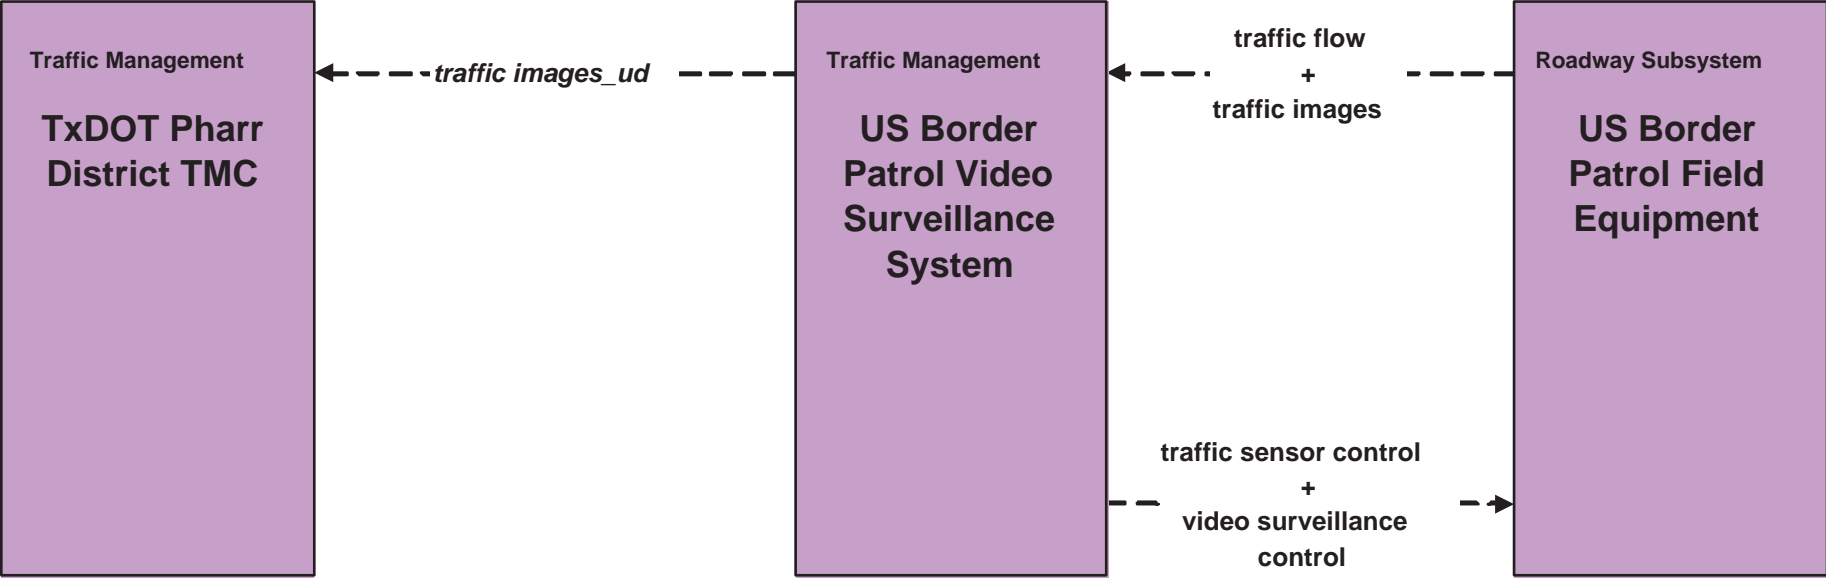 Traffic Management
TxDOT Pharr
District TMC
traffic images_ud
Traffic Management
US Border
Patrol Video
Surveillance
System
traffic flow
+
traffic images
traffic sensor control
+
video surveillance
control
Roadway Subsystem
US Border
Patrol Field
Equipment